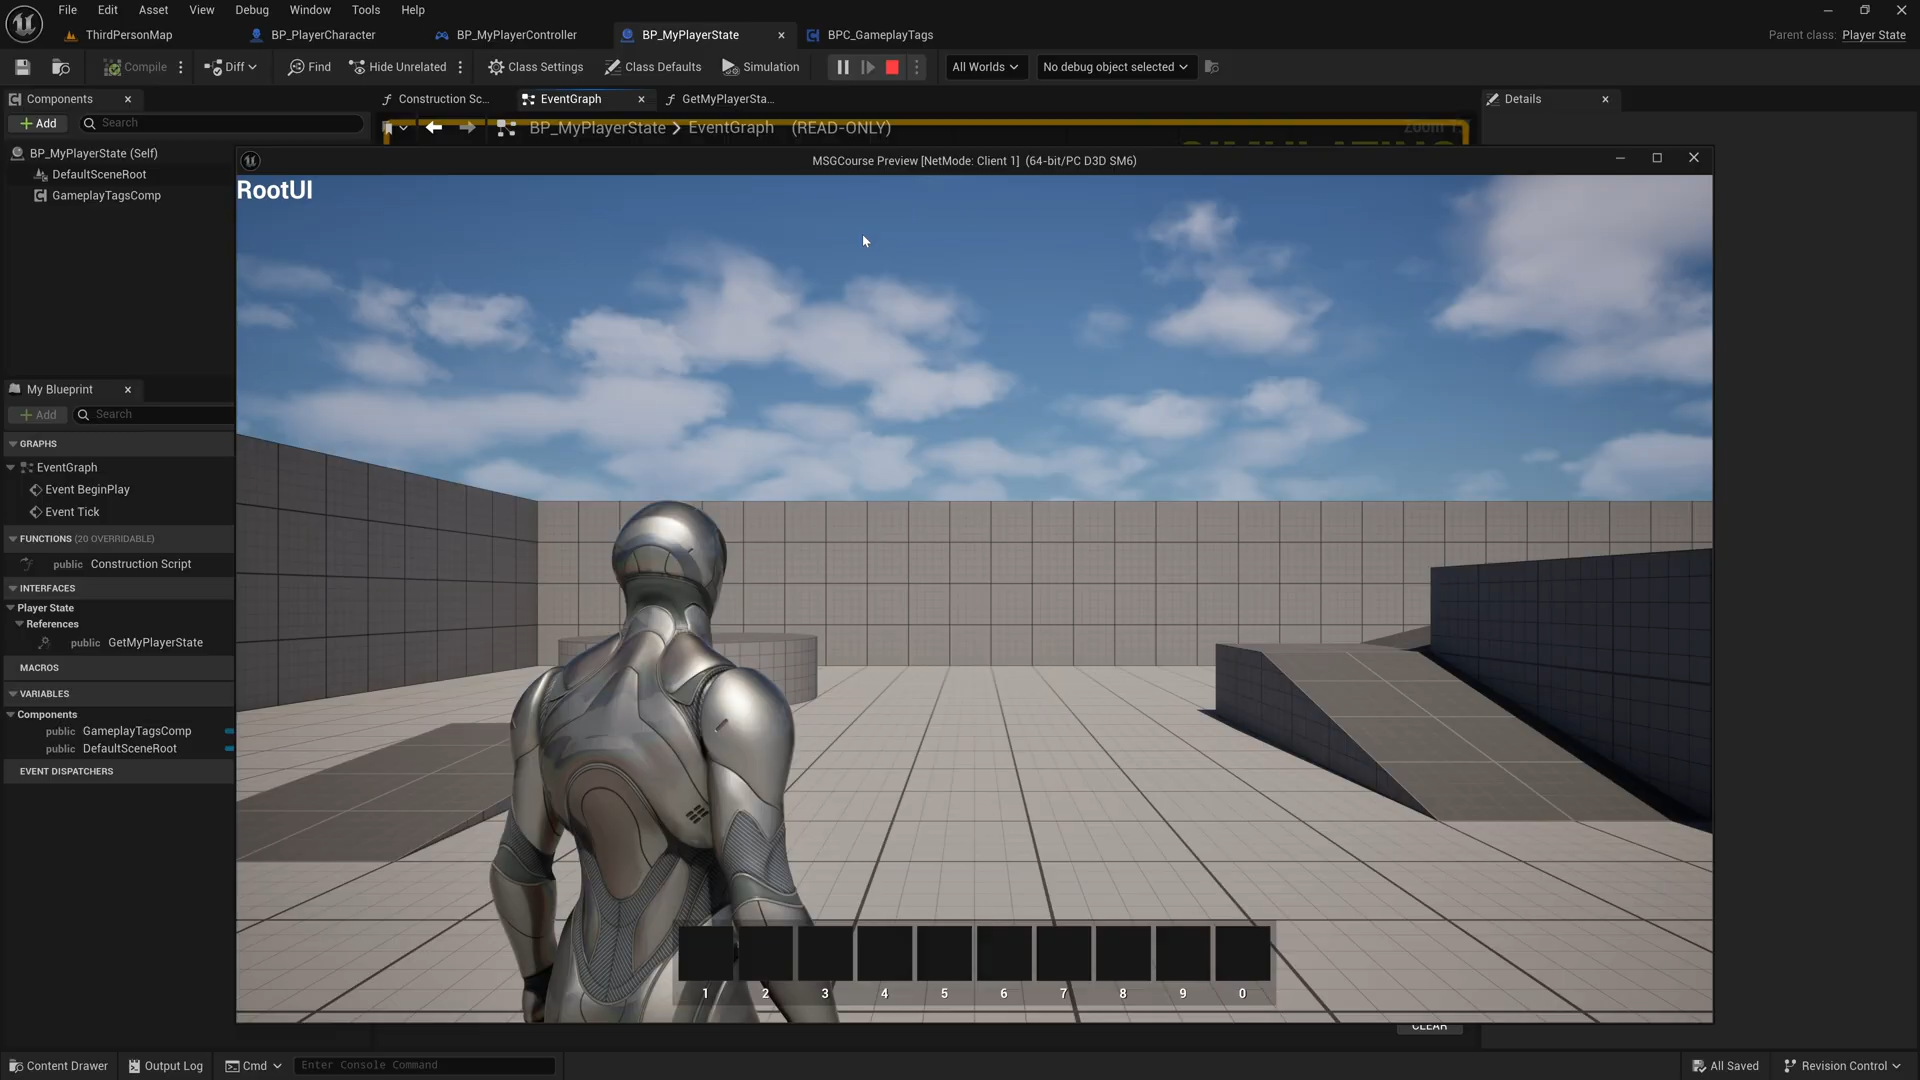 File Edit Asset View Debug Window Tools Help
ThirdPersonMap BP_PlayerCharacter BP_MyPlayerController BP_MyPlayerState BPC_GameplayTags
Parent class: Player State
Compile Diff Find Hide Unrelated Class Settings Class Defaults Simulation All Worlds No debug object selected
Components
Construction Sc... EventGraph GetMyPlayerSta...
Details
Add Search
BP_MyPlayerState > EventGraph (READ-ONLY)
BP_MyPlayerState (Self)
DefaultSceneRoot
GameplayTagsComp
MSGCourse Preview [NetMode: Client 1] (64-bit/PC D3D SM6)
RootUI
My Blueprint
Add Search
GRAPHS
EventGraph
Event BeginPlay
Event Tick
FUNCTIONS (20 OVERRIDABLE)
public Construction Script
INTERFACES
Player State
References
public GetMyPlayerState
MACROS
VARIABLES
Components
public GameplayTagsComp
public DefaultSceneRoot
EVENT DISPATCHERS
1 2 3 4 5 6 7 8 9 0
CLEAR
Content Drawer Output Log Cmd Enter Console Command All Saved Revision Control